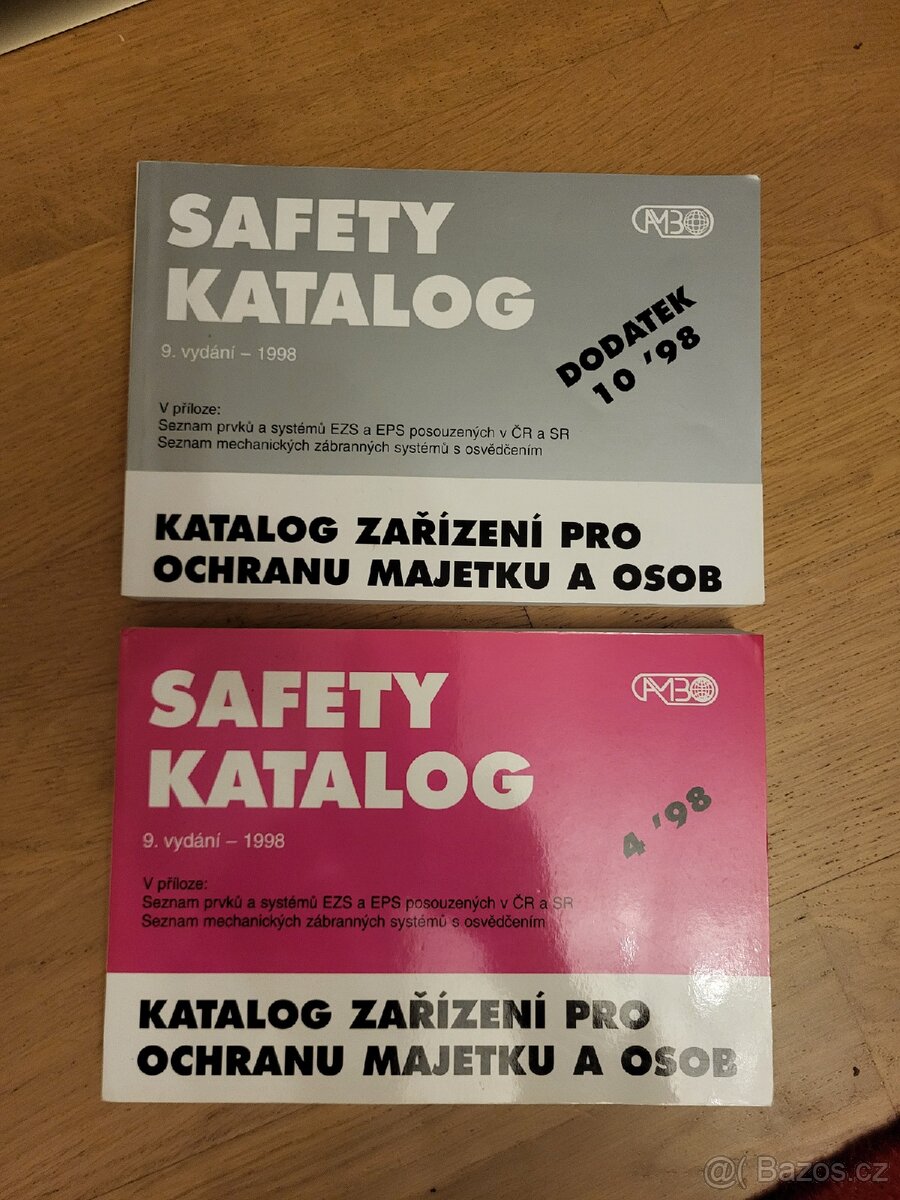 SAFETY
KATALOG
AMBO
DODATEK
10 '98
9. vydání – 1998
V příloze:
Seznam prvků a systémů EZS a EPS posouzených v ČR a SR
Seznam mechanických zábranných systémů s osvědčením
KATALOG ZAŘÍZENÍ PRO
OCHRANU MAJETKU A OSOB
SAFETY
KATALOG
AMBO
4 '98
9. vydání – 1998
V příloze:
Seznam prvků a systémů EZS a EPS posouzených v ČR a SR
Seznam mechanických zábranných systémů s osvědčením
KATALOG ZAŘÍZENÍ PRO
OCHRANU MAJETKU A OSOB
@( Bazos.cz